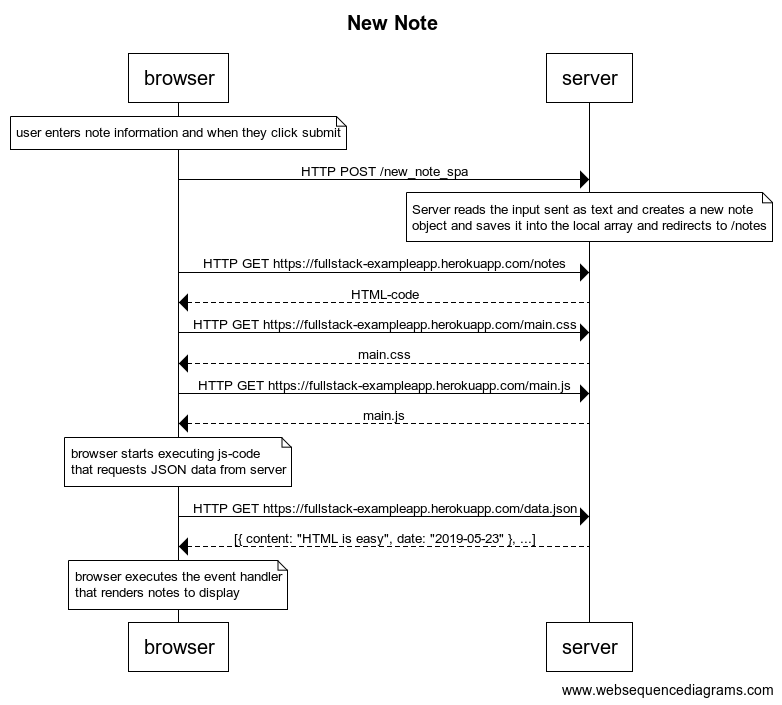 New Note
browser
server
user enters note information and when they click submit
HTTP POST /new_note_spa
Server reads the input sent as text and creates a new note
object and saves it into the local array and redirects to /notes
HTTP GET https://fullstack-exampleapp.herokuapp.com/notes
HTML-code
HTTP GET https://fullstack-exampleapp.herokuapp.com/main.css
main.css
HTTP GET https://fullstack-exampleapp.herokuapp.com/main.js
main.js
browser starts executing js-code
that requests JSON data from server
HTTP GET https://fullstack-exampleapp.herokuapp.com/data.json
[{ content: "HTML is easy", date: "2019-05-23" }, ...]
browser executes the event handler
that renders notes to display
browser
server
www.websequencediagrams.com